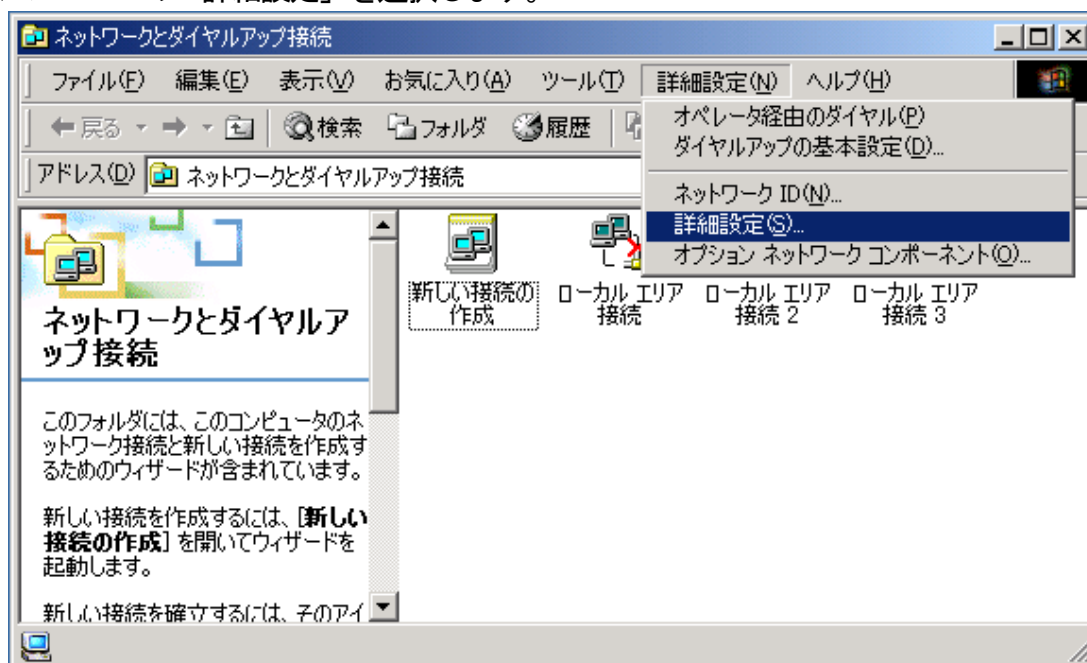 詳細設定」を選択します。
ネットワークとダイヤルアップ接続
ファイル(F) 編集(E) 表示(V) お気に入り(A) ツール(T) 詳細設定(N) ヘルプ(H)
戻る 検索 フォルダ 履歴
アドレス(D) ネットワークとダイヤルアップ接続
オペレータ経由のダイヤル(P)
ダイヤルアップの基本設定(D)...
ネットワーク ID(N)...
詳細設定(S)...
オプション ネットワーク コンポーネント(O)...
ネットワークとダイヤルア
ップ接続
このフォルダには、このコンピュータのネ
ットワーク接続と新しい接続を作成す
るためのウィザードが含まれています。
新しい接続を作成するには、[新しい
接続の作成] を開いてウィザードを
起動します。
新しい接続を確立するには、そのアイ
新しい接続の
作成
ローカル エリア
接続
ローカル エリア
接続 2
ローカル エリア
接続 3